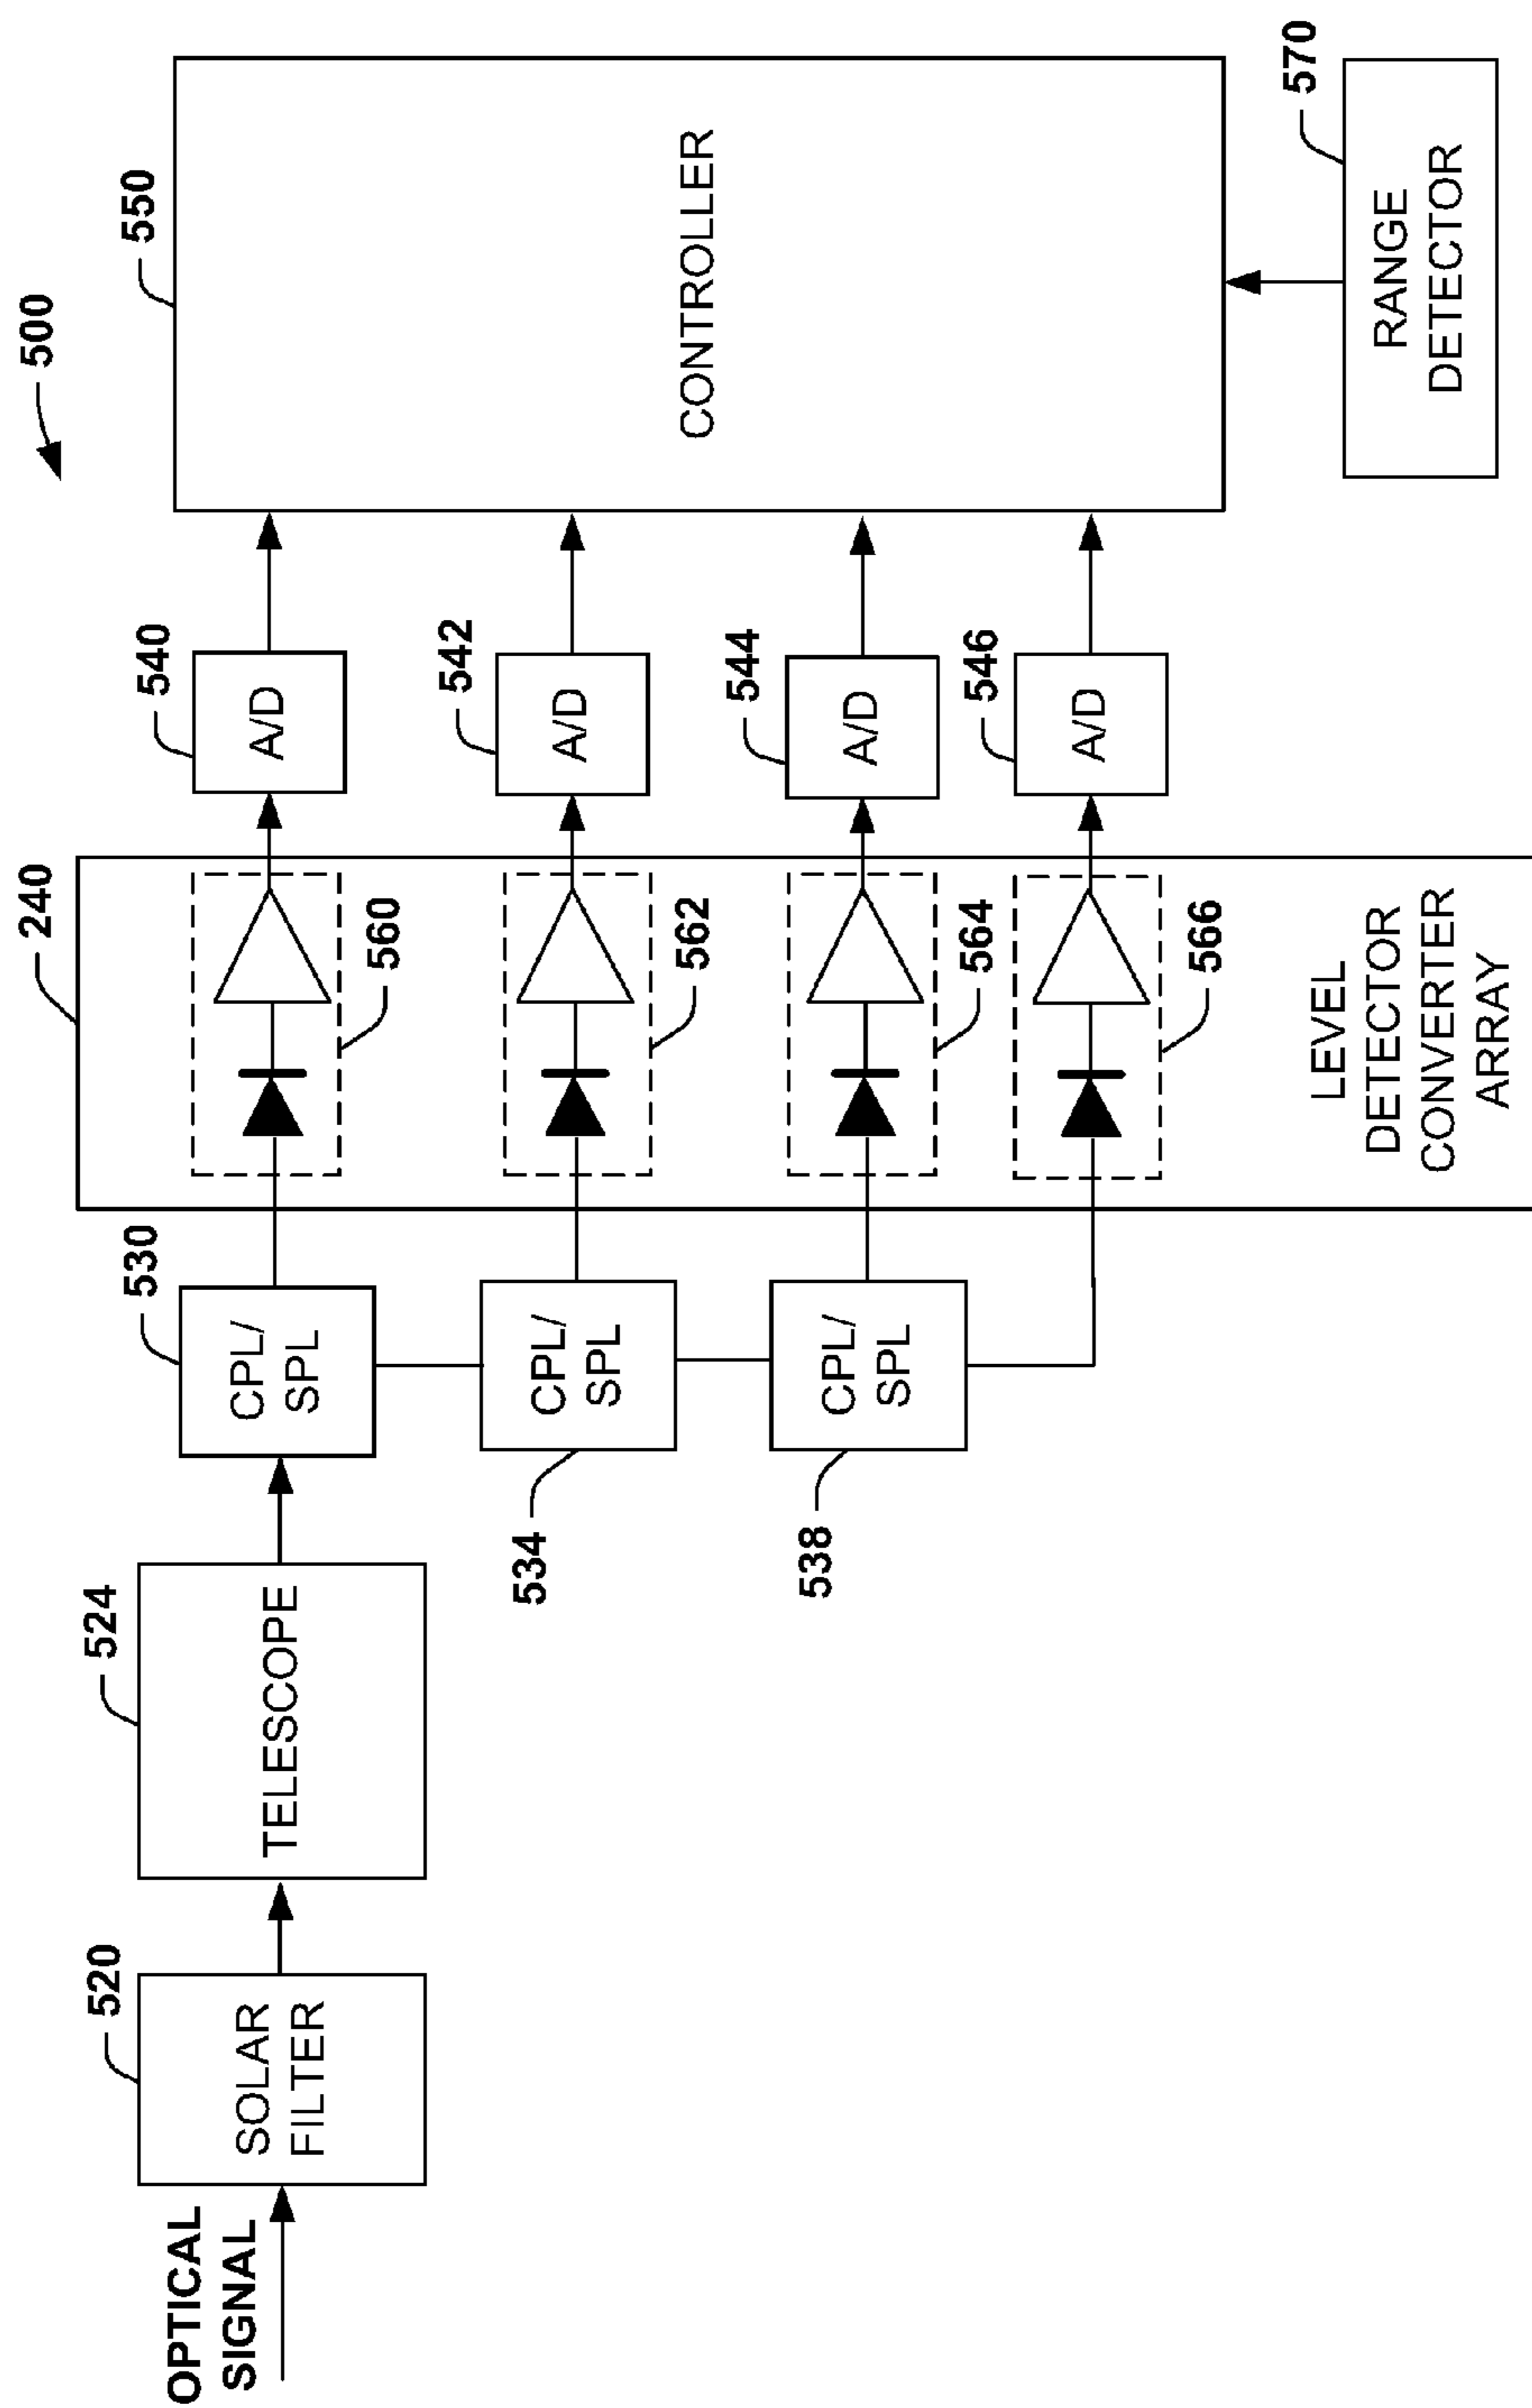 500
OPTICAL
SIGNAL
520
SOLAR
FILTER
524
TELESCOPE
530
CPL/
SPL
534
CPL/
SPL
538
CPL/
SPL
240
560
562
564
566
LEVEL
DETECTOR
CONVERTER
ARRAY
540
A/D
542
A/D
544
A/D
546
A/D
550
CONTROLLER
570
RANGE
DETECTOR